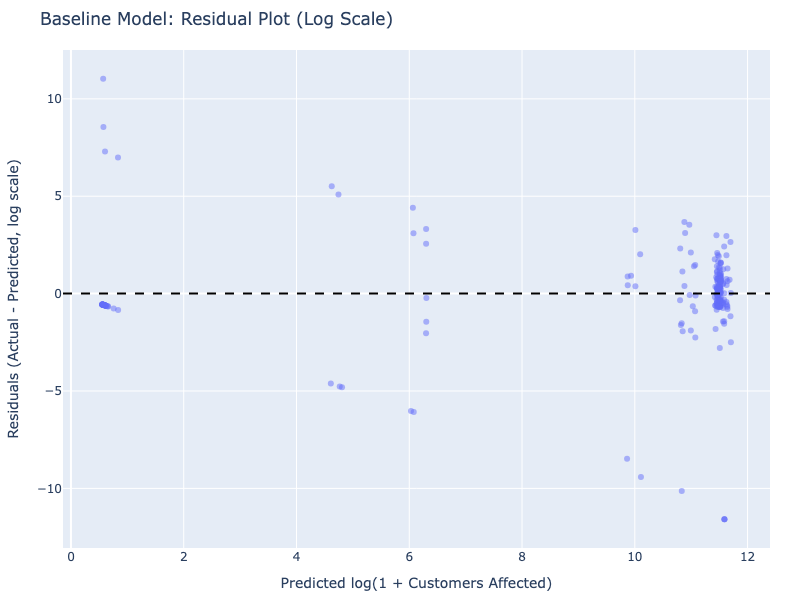 Baseline Model: Residual Plot (Log Scale)
Residuals (Actual - Predicted, log scale)
10
5
0
−5
−10
0 2 4 6 8 10 12
Predicted log(1 + Customers Affected)